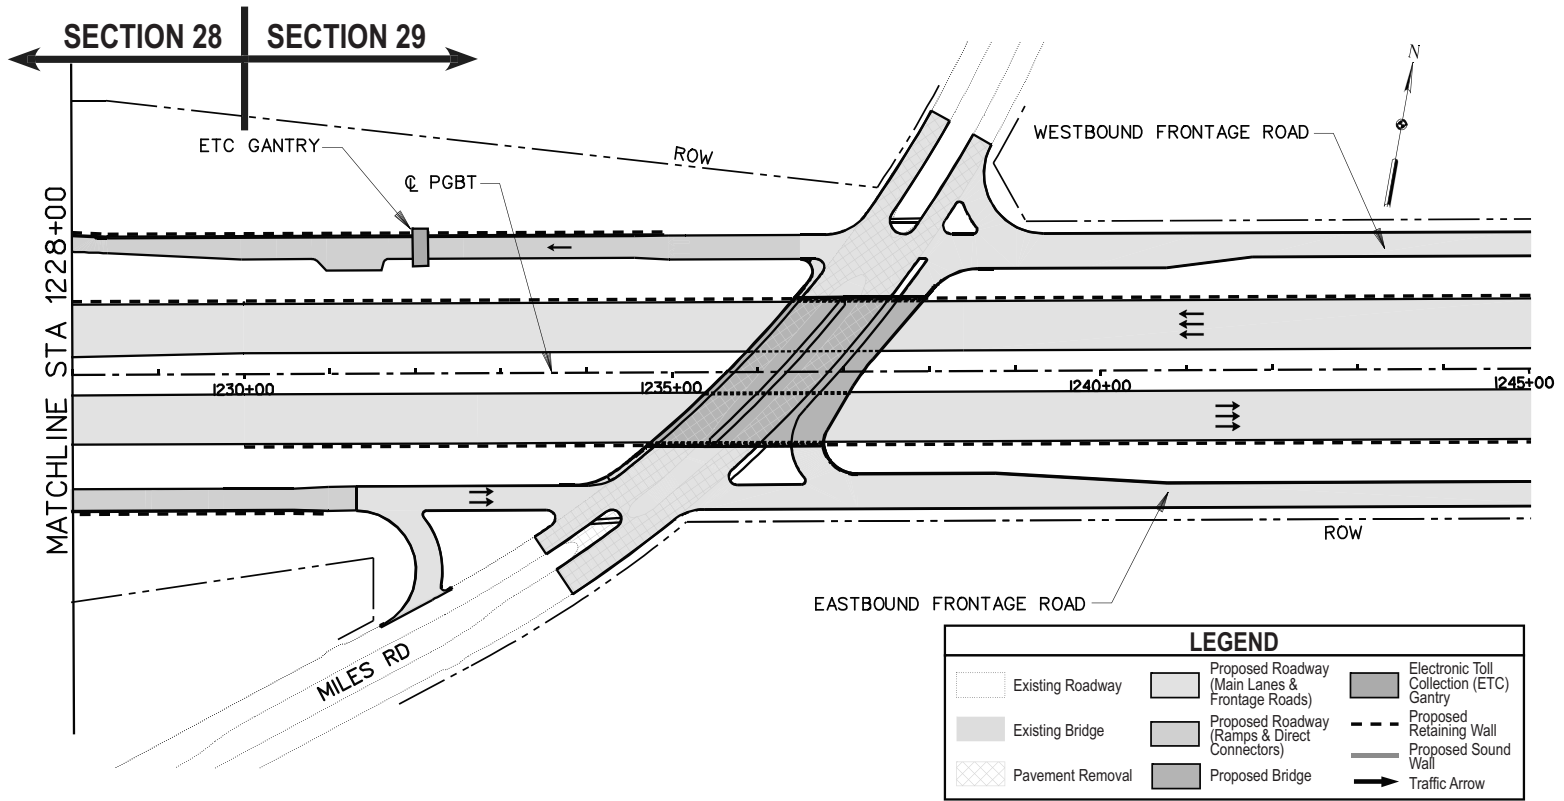 SECTION 28 SECTION 29
N
WESTBOUND FRONTAGE ROAD
ETC GANTRY
ROW
℄ PGBT
MATCHLINE STA 1228+00
1230+00 1235+00 1240+00 1245+00
ROW
EASTBOUND FRONTAGE ROAD
MILES RD
LEGEND
Existing Roadway
Existing Bridge
Pavement Removal
Proposed Roadway
(Main Lanes &
Frontage Roads)
Proposed Roadway
(Ramps & Direct
Connectors)
Proposed Bridge
Electronic Toll
Collection (ETC)
Gantry
Proposed
Retaining Wall
Proposed Sound
Wall
Traffic Arrow